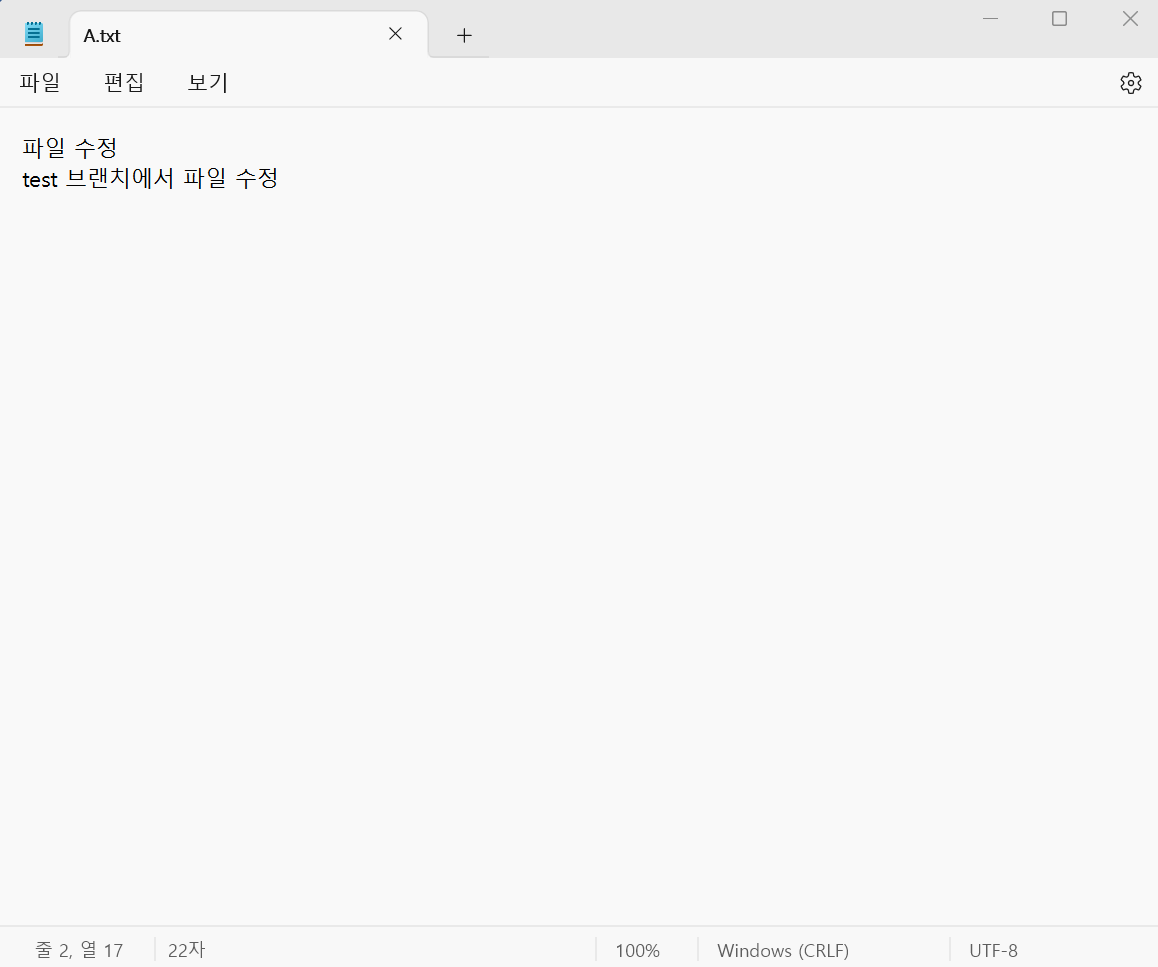 A.txt
파일 편집 보기
파일 수정
test 브랜치에서 파일 수정
줄 2, 열 17 22자 100% Windows (CRLF) UTF-8